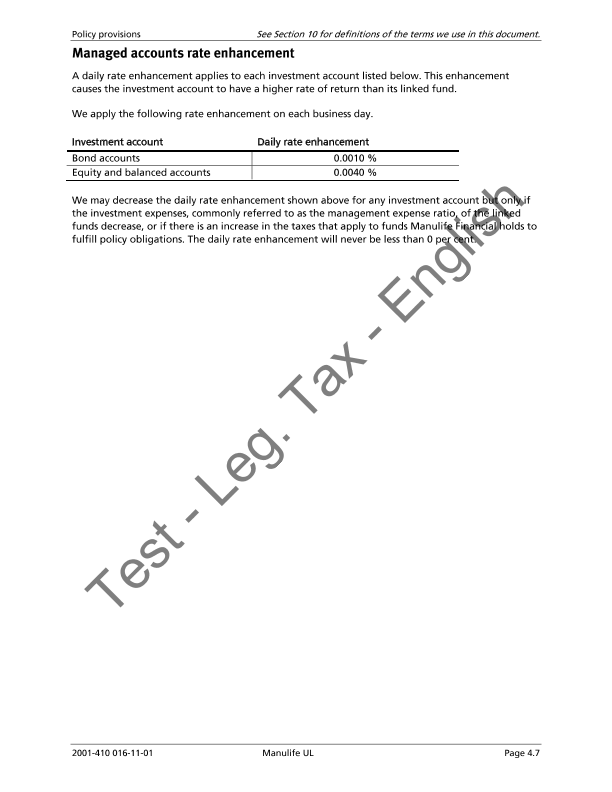 Policy provisions See Section 10 for definitions of the terms we use in this document.
Managed accounts rate enhancement
A daily rate enhancement applies to each investment account listed below. This enhancement
causes the investment account to have a higher rate of return than its linked fund.
We apply the following rate enhancement on each business day.
Investment account Daily rate enhancement
Bond accounts 0.0010 %
Equity and balanced accounts 0.0040 %
We may decrease the daily rate enhancement shown above for any investment account but only if
the investment expenses, commonly referred to as the management expense ratio, of the linked
funds decrease, or if there is an increase in the taxes that apply to funds Manulife Financial holds to
fulfill policy obligations. The daily rate enhancement will never be less than 0 per cent.
Test - Leg. Tax - English
2001-410 016-11-01 Manulife UL Page 4.7